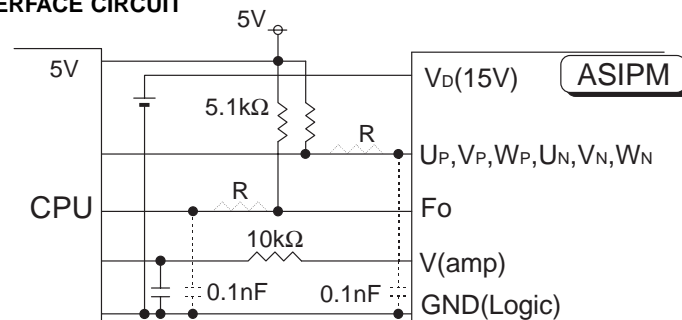 ERFACE CIRCUIT
5V
5V
VD(15V)
ASIPM
5.1kΩ
R
UP,VP,WP,UN,VN,WN
CPU
R
Fo
10kΩ
V(amp)
0.1nF
0.1nF
GND(Logic)